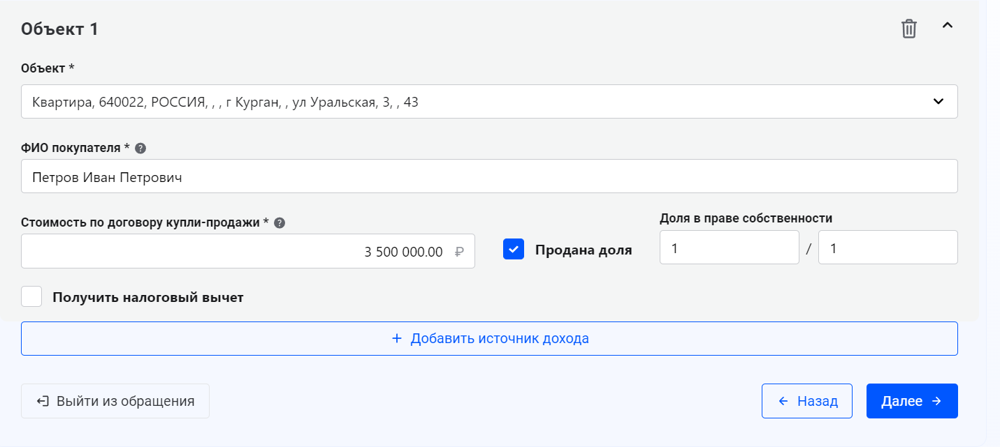 Объект 1
Объект *
Квартира, 640022, РОССИЯ, , , г Курган, , ул Уральская, 3, , 43
ФИО покупателя * ?
Петров Иван Петрович
Стоимость по договору купли-продажи * ?
3 500 000.00 ₽
Продана доля
Доля в праве собственности
1 / 1
Получить налоговый вычет
+ Добавить источник дохода
Выйти из обращения
← Назад
Далее →